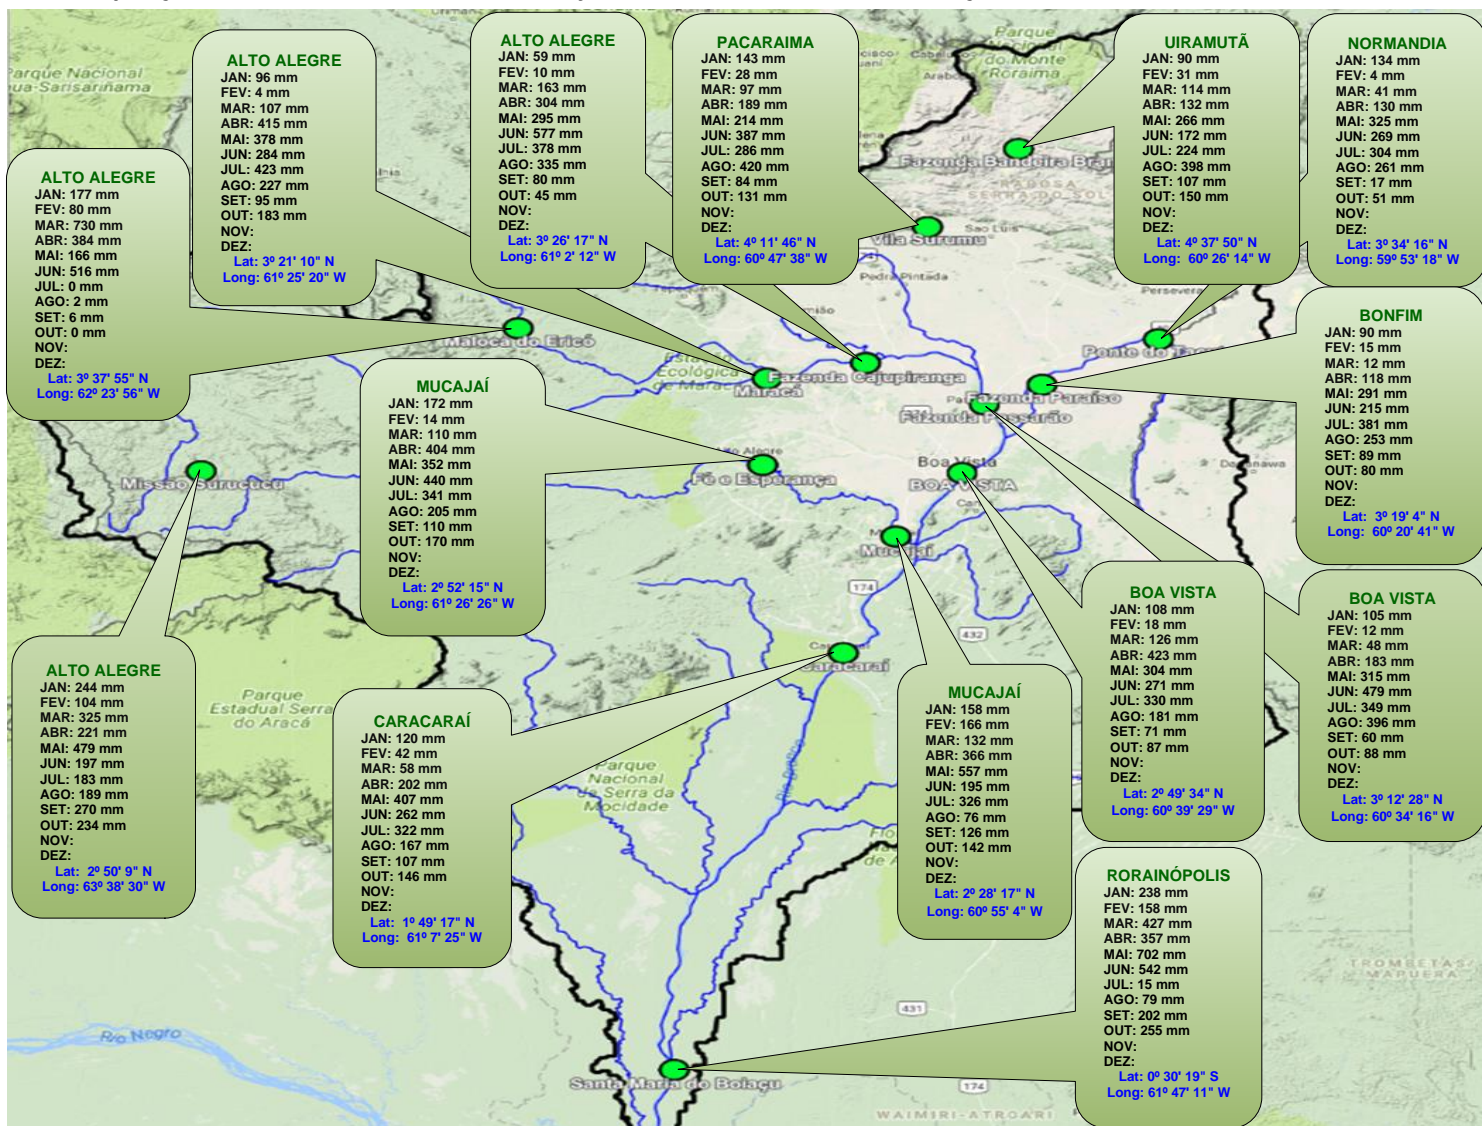 ALTO ALEGRE
JAN: 96 mm
FEV: 4 mm
MAR: 107 mm
ABR: 415 mm
MAI: 378 mm
JUN: 284 mm
JUL: 423 mm
AGO: 227 mm
SET: 95 mm
OUT: 183 mm
NOV:
DEZ:
Lat: 3º 21' 10" N
Long: 61º 25' 20" W
ALTO ALEGRE
JAN: 59 mm
FEV: 10 mm
MAR: 163 mm
ABR: 304 mm
MAI: 295 mm
JUN: 577 mm
JUL: 378 mm
AGO: 335 mm
SET: 80 mm
OUT: 45 mm
NOV:
DEZ:
Lat: 3º 26' 17" N
Long: 61º 2' 12" W
PACARAIMA
JAN: 143 mm
FEV: 28 mm
MAR: 97 mm
ABR: 189 mm
MAI: 214 mm
JUN: 387 mm
JUL: 286 mm
AGO: 420 mm
SET: 84 mm
OUT: 131 mm
NOV:
DEZ:
Lat: 4º 11' 46" N
Long: 60º 47' 38" W
UIRAMUTÃ
JAN: 90 mm
FEV: 31 mm
MAR: 114 mm
ABR: 132 mm
MAI: 266 mm
JUN: 172 mm
JUL: 224 mm
AGO: 398 mm
SET: 107 mm
OUT: 150 mm
NOV:
DEZ:
Lat: 4º 37' 50" N
Long: 60º 26' 14" W
NORMANDIA
JAN: 134 mm
FEV: 4 mm
MAR: 41 mm
ABR: 130 mm
MAI: 325 mm
JUN: 269 mm
JUL: 304 mm
AGO: 261 mm
SET: 17 mm
OUT: 51 mm
NOV:
DEZ:
Lat: 3º 34' 16" N
Long: 59º 53' 18" W
ALTO ALEGRE
JAN: 177 mm
FEV: 80 mm
MAR: 730 mm
ABR: 384 mm
MAI: 166 mm
JUN: 516 mm
JUL: 0 mm
AGO: 2 mm
SET: 6 mm
OUT: 0 mm
NOV:
DEZ:
Lat: 3º 37' 55" N
Long: 62º 23' 56" W
BONFIM
JAN: 90 mm
FEV: 15 mm
MAR: 12 mm
ABR: 118 mm
MAI: 291 mm
JUN: 215 mm
JUL: 381 mm
AGO: 253 mm
SET: 89 mm
OUT: 80 mm
NOV:
DEZ:
Lat: 3º 19' 4" N
Long: 60º 20' 41" W
MUCAJAÍ
JAN: 172 mm
FEV: 14 mm
MAR: 110 mm
ABR: 404 mm
MAI: 352 mm
JUN: 440 mm
JUL: 341 mm
AGO: 205 mm
SET: 110 mm
OUT: 170 mm
NOV:
DEZ:
Lat: 2º 52' 15" N
Long: 61º 26' 26" W
BOA VISTA
JAN: 108 mm
FEV: 18 mm
MAR: 126 mm
ABR: 423 mm
MAI: 304 mm
JUN: 271 mm
JUL: 330 mm
AGO: 181 mm
SET: 71 mm
OUT: 87 mm
NOV:
DEZ:
Lat: 2º 49' 34" N
Long: 60º 39' 29" W
BOA VISTA
JAN: 105 mm
FEV: 12 mm
MAR: 48 mm
ABR: 183 mm
MAI: 315 mm
JUN: 479 mm
JUL: 349 mm
AGO: 396 mm
SET: 60 mm
OUT: 88 mm
NOV:
DEZ:
Lat: 3º 12' 28" N
Long: 60º 34' 16" W
ALTO ALEGRE
JAN: 244 mm
FEV: 104 mm
MAR: 325 mm
ABR: 221 mm
MAI: 479 mm
JUN: 197 mm
JUL: 183 mm
AGO: 189 mm
SET: 270 mm
OUT: 234 mm
NOV:
DEZ:
Lat: 2º 50' 9" N
Long: 63º 38' 30" W
CARACARAÍ
JAN: 120 mm
FEV: 42 mm
MAR: 58 mm
ABR: 202 mm
MAI: 407 mm
JUN: 262 mm
JUL: 322 mm
AGO: 167 mm
SET: 107 mm
OUT: 146 mm
NOV:
DEZ:
Lat: 1º 49' 17" N
Long: 61º 7' 25" W
MUCAJAÍ
JAN: 158 mm
FEV: 166 mm
MAR: 132 mm
ABR: 366 mm
MAI: 557 mm
JUN: 195 mm
JUL: 326 mm
AGO: 76 mm
SET: 126 mm
OUT: 142 mm
NOV:
DEZ:
Lat: 2º 28' 17" N
Long: 60º 55' 4" W
RORAINÓPOLIS
JAN: 238 mm
FEV: 158 mm
MAR: 427 mm
ABR: 357 mm
MAI: 702 mm
JUN: 542 mm
JUL: 15 mm
AGO: 79 mm
SET: 202 mm
OUT: 255 mm
NOV:
DEZ:
Lat: 0º 30' 19" S
Long: 61º 47' 11" W
Parque Nacional
Parque
do Monte
Roraima
Fazenda Bandeira
Vila Surumu
Sao Luis
Maloca do Ericó
Ponte do
Estação
Ecológica
de Maracá
Maracá
Fazenda Cajupiranga
Fazenda Paraíso
Fazenda Passarão
Alegre
Fé e Esperança
Missão Surucucu
Boa Vista
BOA VISTA
Mucajaí
174
432
Caracaraí
Parque
Estadual Serra
do Aracá
Parque
Nacional
da Serra da
Mocidade
Rio Branco
Rio Negro
431
174
Santa Maria do Boiaçu
WAIMIRI-ATROARI
TROMBETAS/
MAPUERA